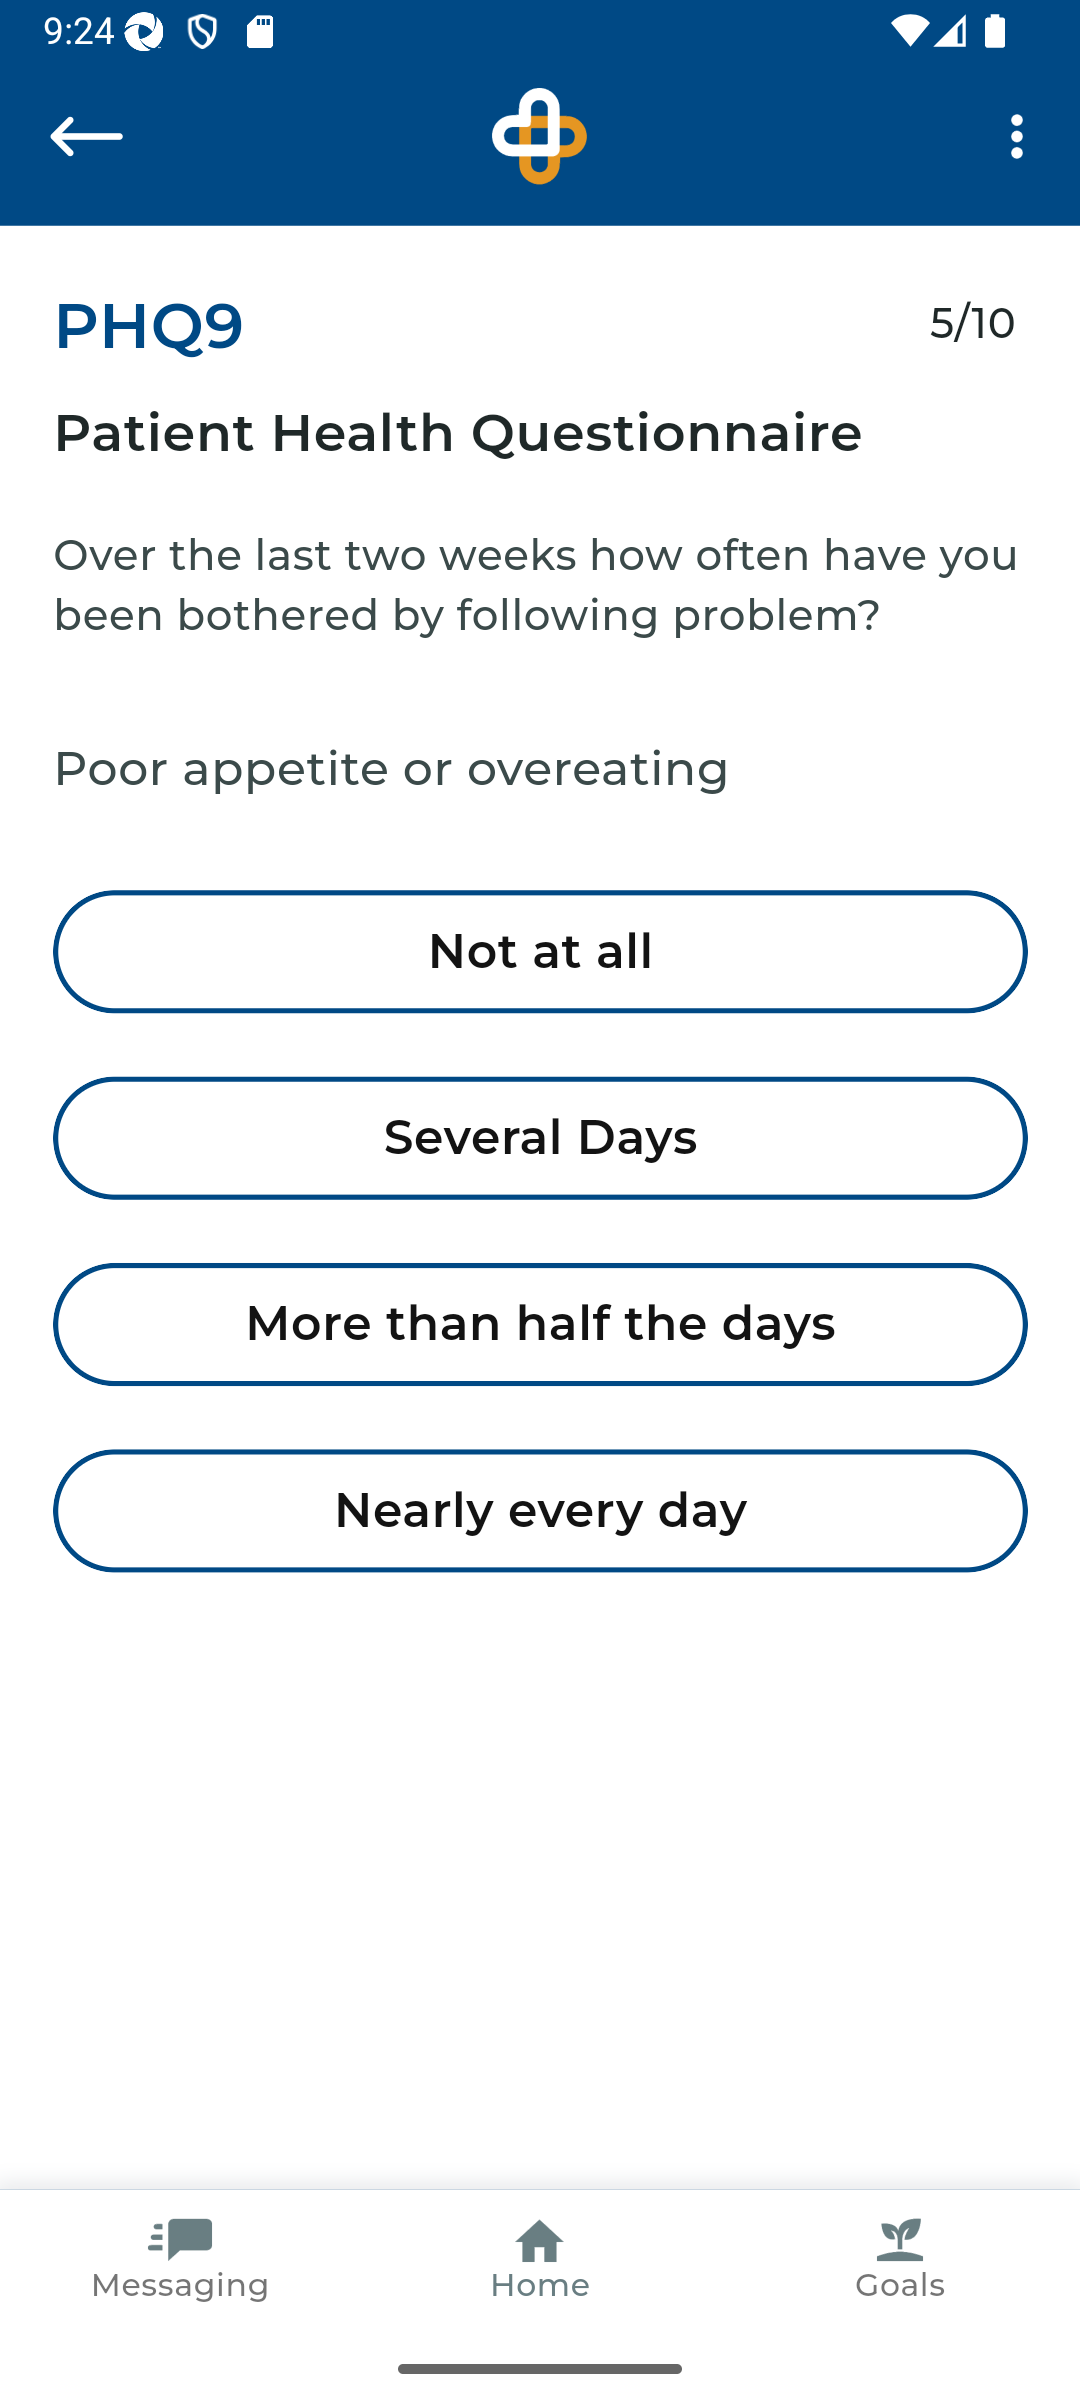 9:24
PHQ9
5/10
Patient Health Questionnaire
Over the last two weeks how often have you
been bothered by following problem?
Poor appetite or overeating
Not at all
Several Days
More than half the days
Nearly every day
Messaging
Home
Goals